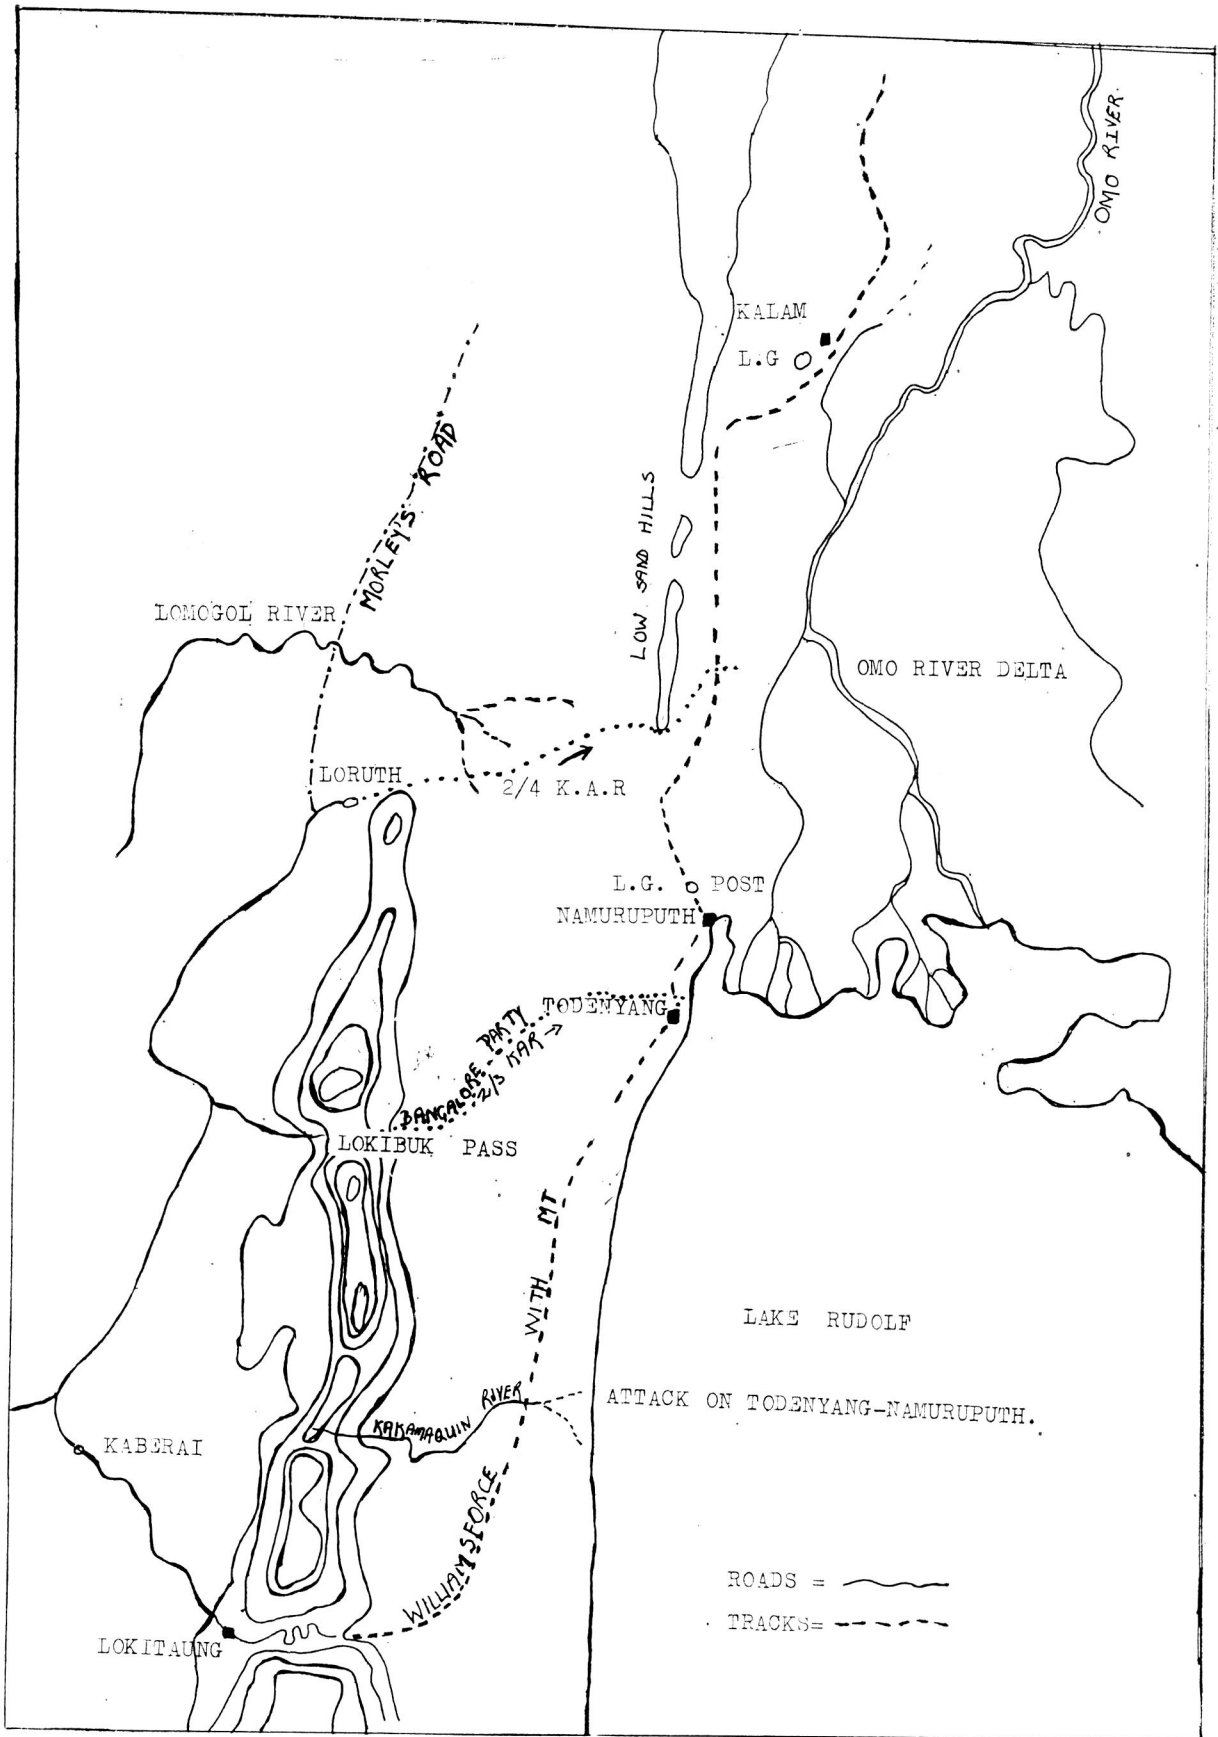 OMO RIVER.
KALAM
L.G
MORLEY'S ROAD
LOW SAND HILLS
LOMOGOL RIVER
OMO RIVER DELTA
LORUTH
2/4 K.A.R
L.G. POST
NAMURUPUTH
TODENYANG
BANGALORE PARTY
2/3 KAR
LOKIBUK PASS
WITH MT
LAKE RUDOLF
ATTACK ON TODENYANG-NAMURUPUTH.
KAKAMAQUIN RIVER
KABERAI
WILLIAMSFORCE
ROADS =
TRACKS=
LOKITAUNG